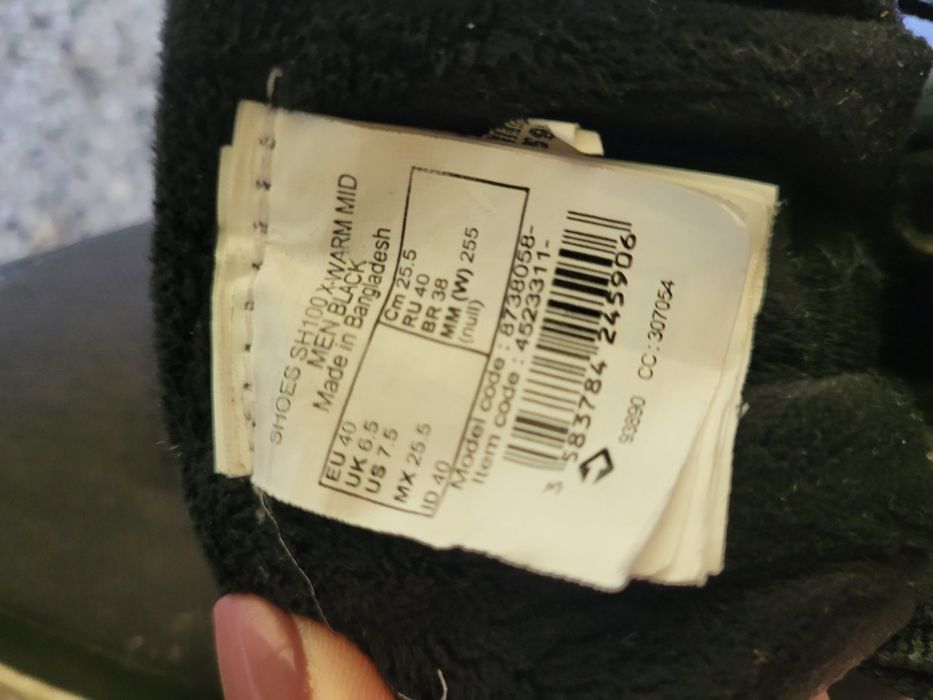 SHOES SH100 X-WARM MID
MEN BLACK
Made in Bangladesh
EU 40
UK 6.5
US 7.5
MX 25.5
ID 40
Cm 25.5
RU 40
BR 38
MM (W) 255
(null)
Model code : 8738058-
Item code : 4523311-
583784 245906
93890 CC: 307054